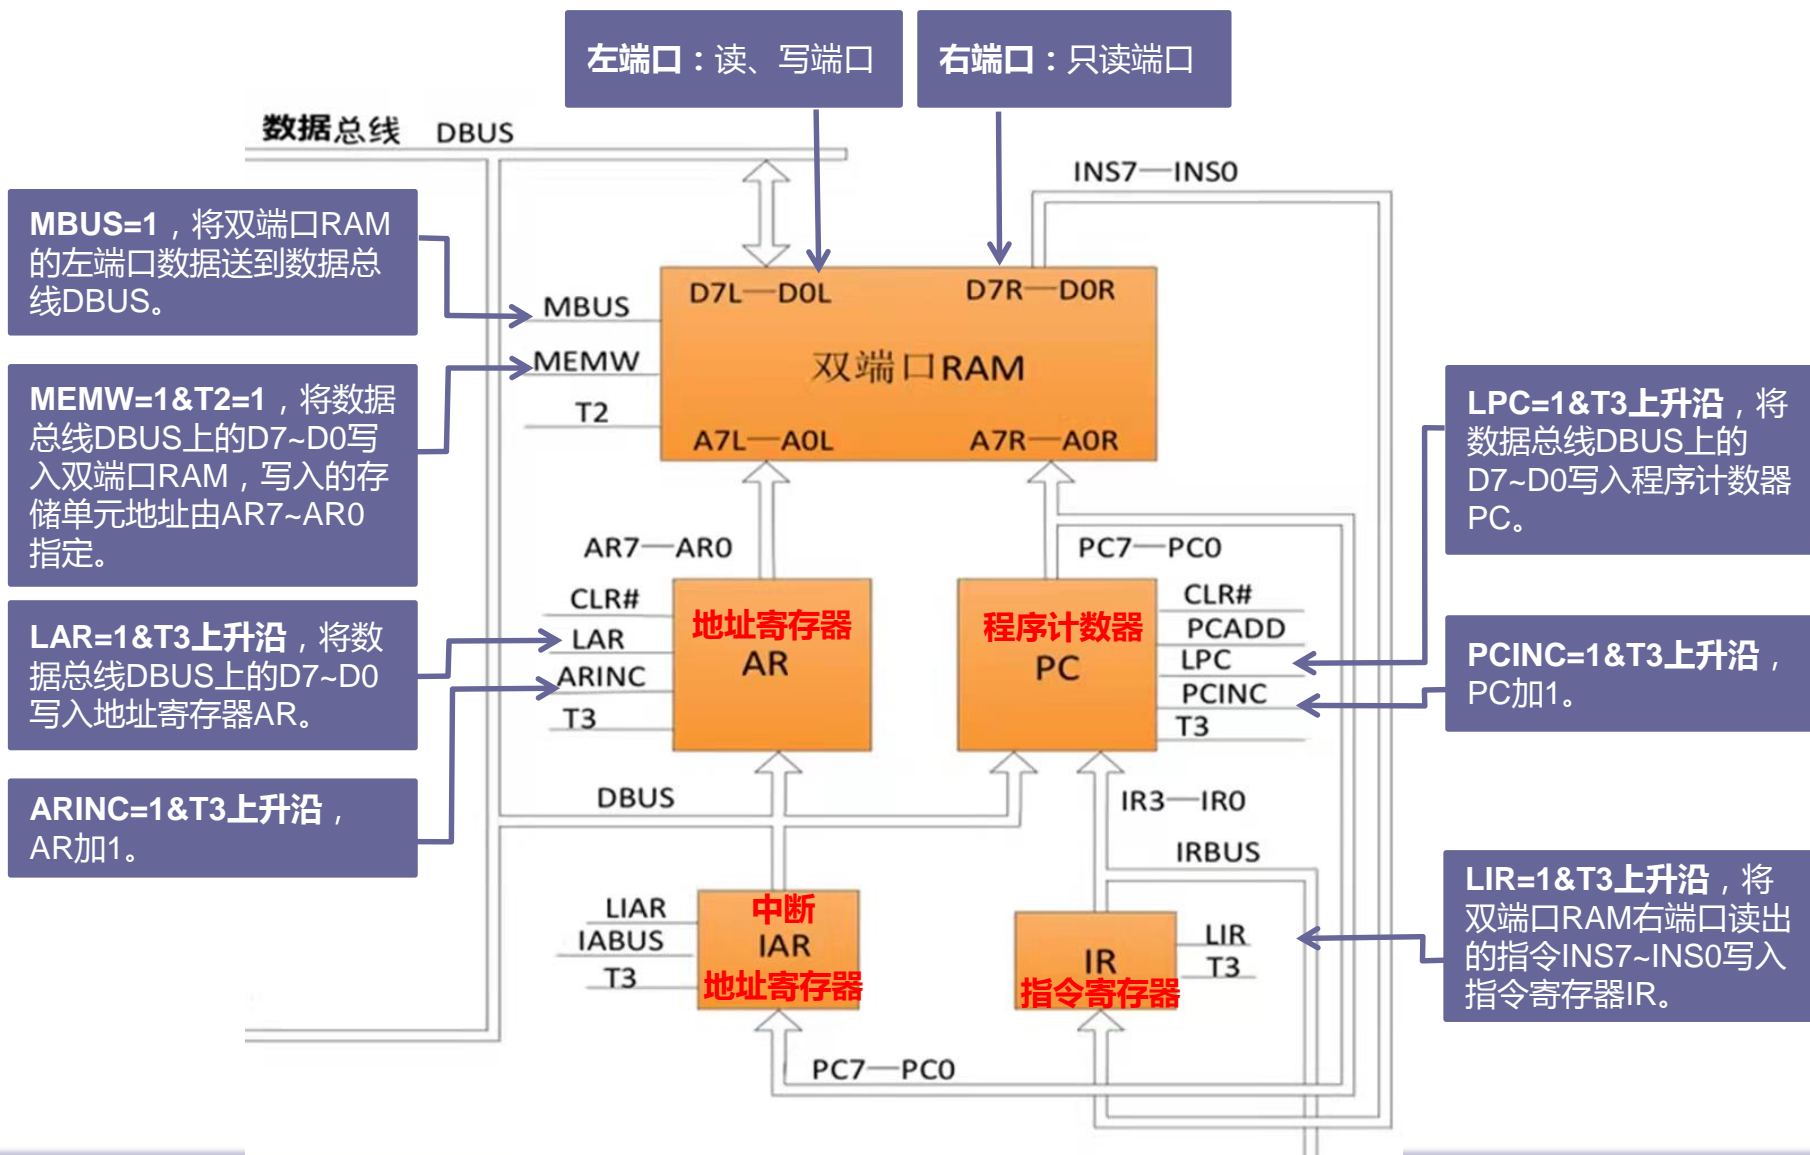 左端口：读、写端口
右端口：只读端口
数据总线 DBUS
INS7—INS0
MBUS=1，将双端口RAM
的左端口数据送到数据总
线DBUS。
D7L—D0L
D7R—D0R
MBUS
MEMW
T2
双端口RAM
A7L—A0L
A7R—A0R
MEMW=1&T2=1，将数据
总线DBUS上的D7~D0写
入双端口RAM，写入的存
储单元地址由AR7~AR0
指定。
LPC=1&T3上升沿，将
数据总线DBUS上的
D7~D0写入程序计数器
PC。
AR7—AR0
PC7—PC0
CLR#
LAR
ARINC
T3
地址寄存器
AR
程序计数器
PC
CLR#
PCADD
LPC
PCINC
T3
LAR=1&T3上升沿，将数
据总线DBUS上的D7~D0
写入地址寄存器AR。
PCINC=1&T3上升沿，
PC加1。
ARINC=1&T3上升沿，
AR加1。
DBUS
IR3—IR0
IRBUS
LIAR
IABUS
T3
中断
IAR
地址寄存器
IR
指令寄存器
LIR
T3
LIR=1&T3上升沿，将
双端口RAM右端口读出
的指令INS7~INS0写入
指令寄存器IR。
PC7—PC0